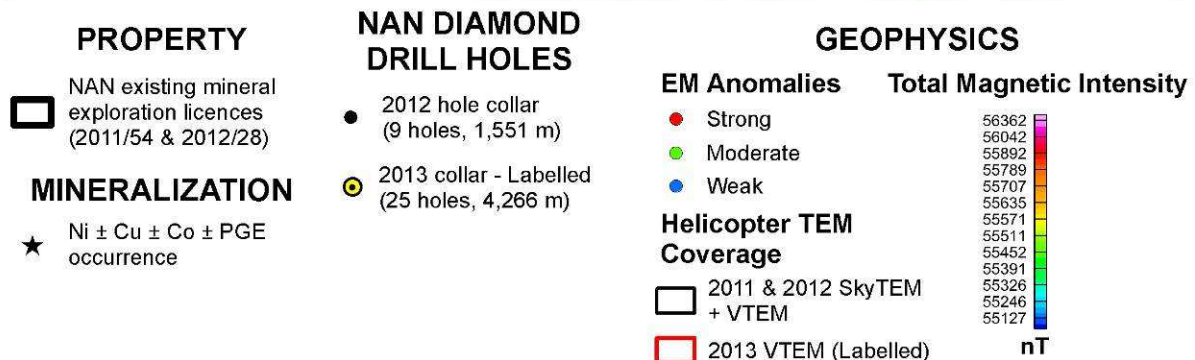 PROPERTY
NAN existing mineral
exploration licences
(2011/54 & 2012/28)
MINERALIZATION
Ni ± Cu ± Co ± PGE
occurrence
NAN DIAMOND
DRILL HOLES
2012 hole collar
(9 holes, 1,551 m)
2013 collar - Labelled
(25 holes, 4,266 m)
GEOPHYSICS
EM Anomalies
Strong
Moderate
Weak
Helicopter TEM
Coverage
2011 & 2012 SkyTEM
+ VTEM
2013 VTEM (Labelled)
Total Magnetic Intensity
56362
56042
55892
55789
55707
55635
55571
55511
55452
55391
55326
55246
55127
nT